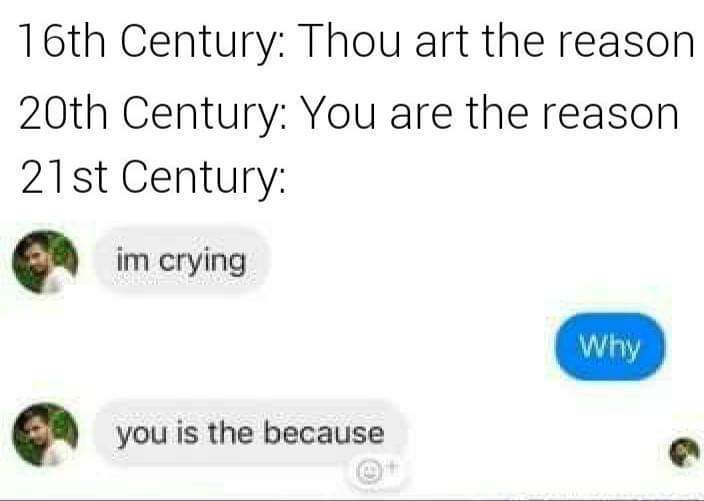 16th Century: Thou art the reason
20th Century: You are the reason
21st Century:
im crying
Why
you is the because